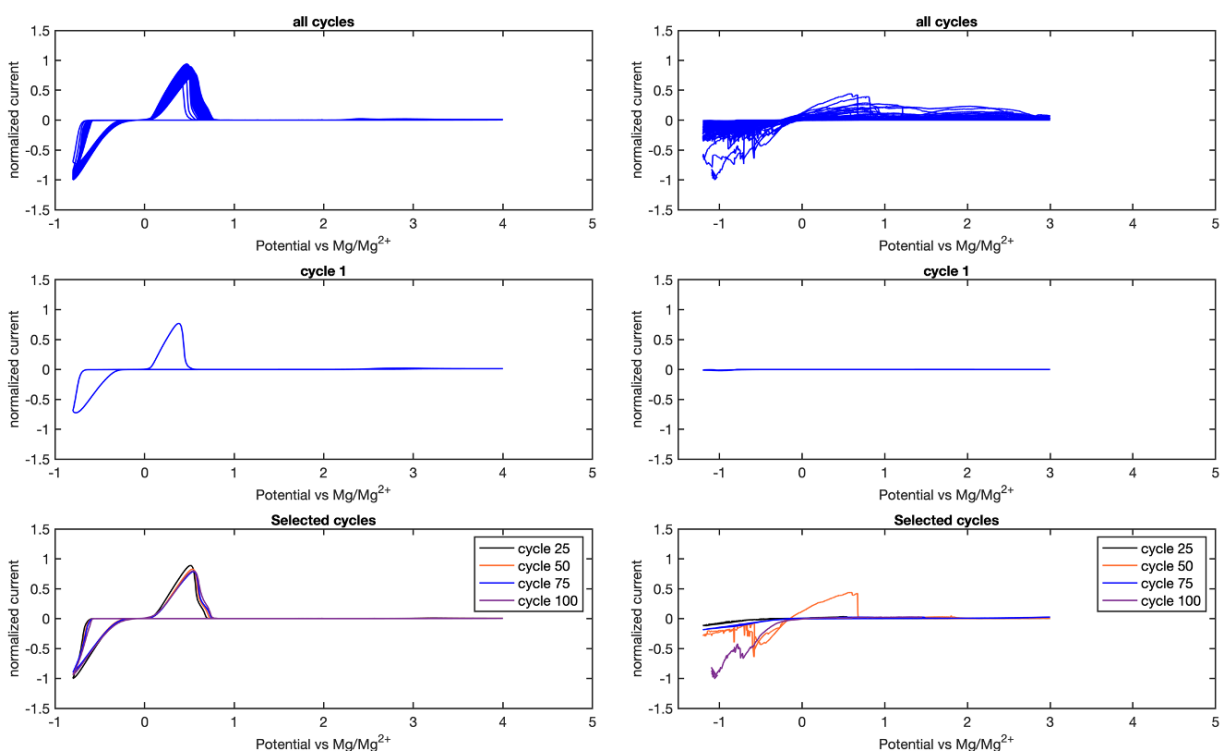 all cycles
1.5
1
0.5
0
-0.5
-1
-1.5
normalized current
-1 0 1 2 3 4 5
Potential vs Mg/Mg2+
all cycles
1.5
1
0.5
0
-0.5
-1
-1.5
normalized current
-1 0 1 2 3 4 5
Potential vs Mg/Mg2+
cycle 1
1.5
1
0.5
0
-0.5
-1
-1.5
normalized current
-1 0 1 2 3 4 5
Potential vs Mg/Mg2+
cycle 1
1.5
1
0.5
0
-0.5
-1
-1.5
normalized current
-1 0 1 2 3 4 5
Potential vs Mg/Mg2+
Selected cycles
1.5
1
0.5
0
-0.5
-1
-1.5
normalized current
cycle 25
cycle 50
cycle 75
cycle 100
-1 0 1 2 3 4 5
Potential vs Mg/Mg2+
Selected cycles
1.5
1
0.5
0
-0.5
-1
-1.5
normalized current
cycle 25
cycle 50
cycle 75
cycle 100
-1 0 1 2 3 4 5
Potential vs Mg/Mg2+